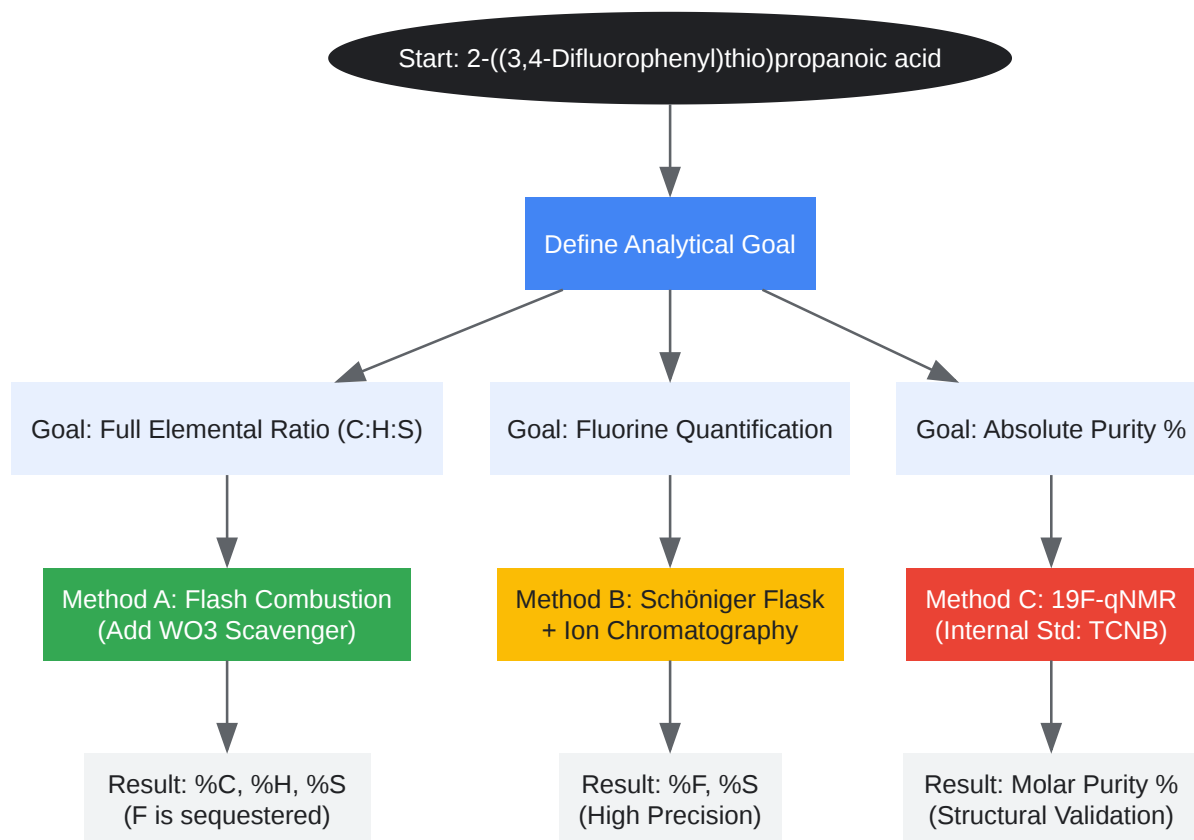 Start: 2-((3,4-Difluorophenyl)thio)propanoic acid
Define Analytical Goal
Goal: Full Elemental Ratio (C:H:S)
Goal: Fluorine Quantification
Goal: Absolute Purity %
Method A: Flash Combustion
(Add WO3 Scavenger)
Method B: Schöniger Flask
+ Ion Chromatography
Method C: 19F-qNMR
(Internal Std: TCNB)
Result: %C, %H, %S
(F is sequestered)
Result: %F, %S
(High Precision)
Result: Molar Purity %
(Structural Validation)